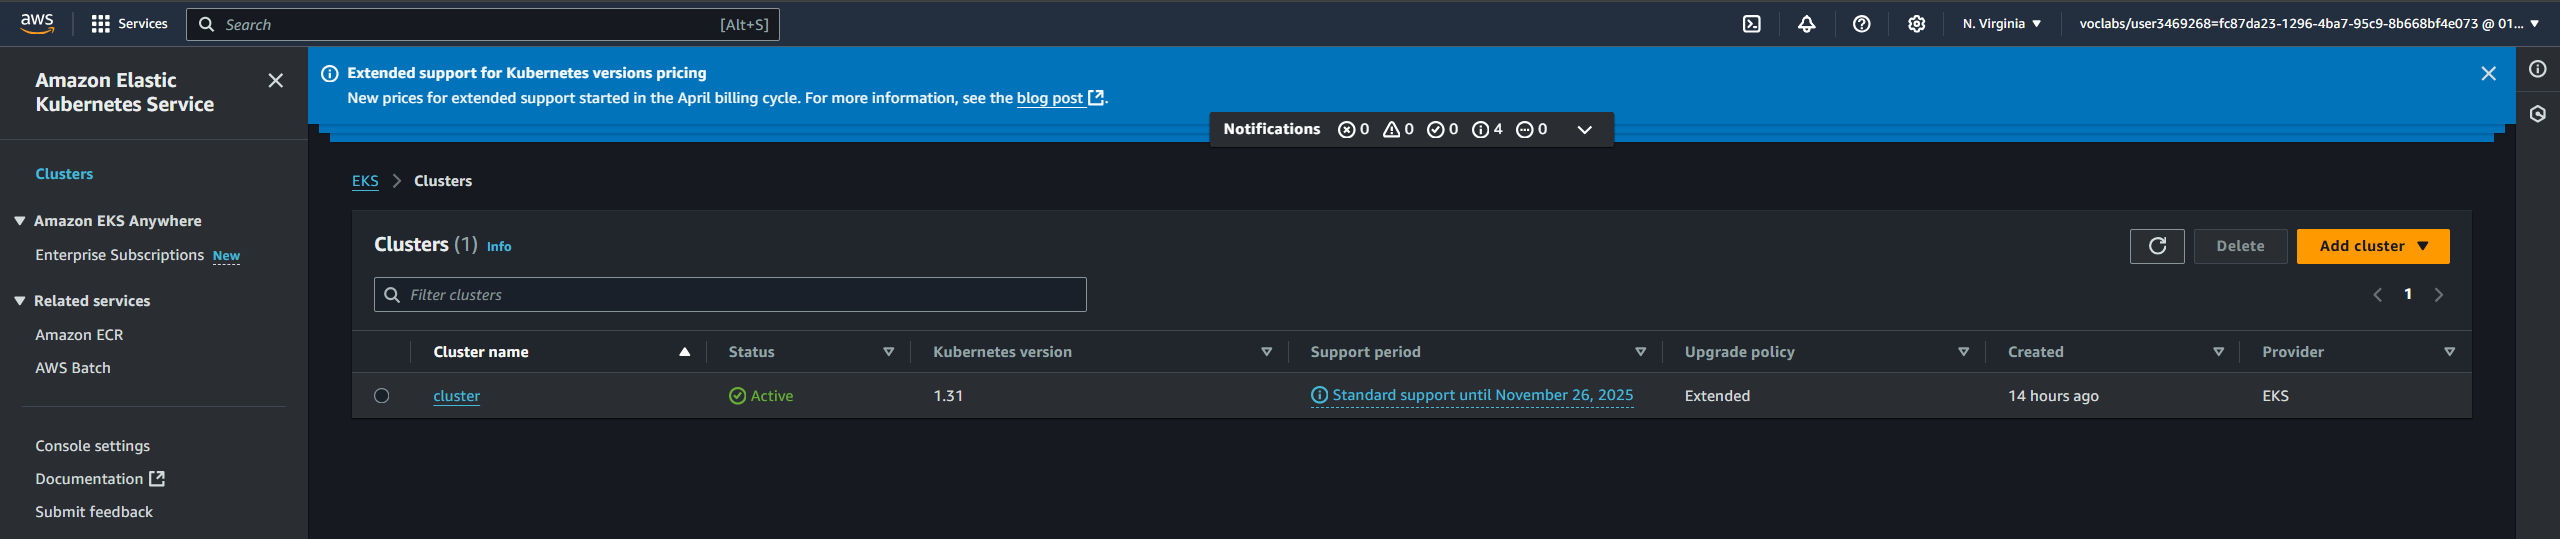 aws
Services
Search
[Alt+S]
N. Virginia
voclabs/user3469268=fc87da23-1296-4ba7-95c9-8b668bf4e073 @ 01...
Amazon Elastic
Kubernetes Service
Clusters
Amazon EKS Anywhere
Enterprise Subscriptions New
Related services
Amazon ECR
AWS Batch
Console settings
Documentation
Submit feedback
Extended support for Kubernetes versions pricing
New prices for extended support started in the April billing cycle. For more information, see the blog post.
Notifications 0 0 0 4 0
EKS Clusters
Clusters (1) Info
Delete
Add cluster
Filter clusters
1
Cluster name Status Kubernetes version Support period Upgrade policy Created Provider
cluster Active 1.31 Standard support until November 26, 2025 Extended 14 hours ago EKS